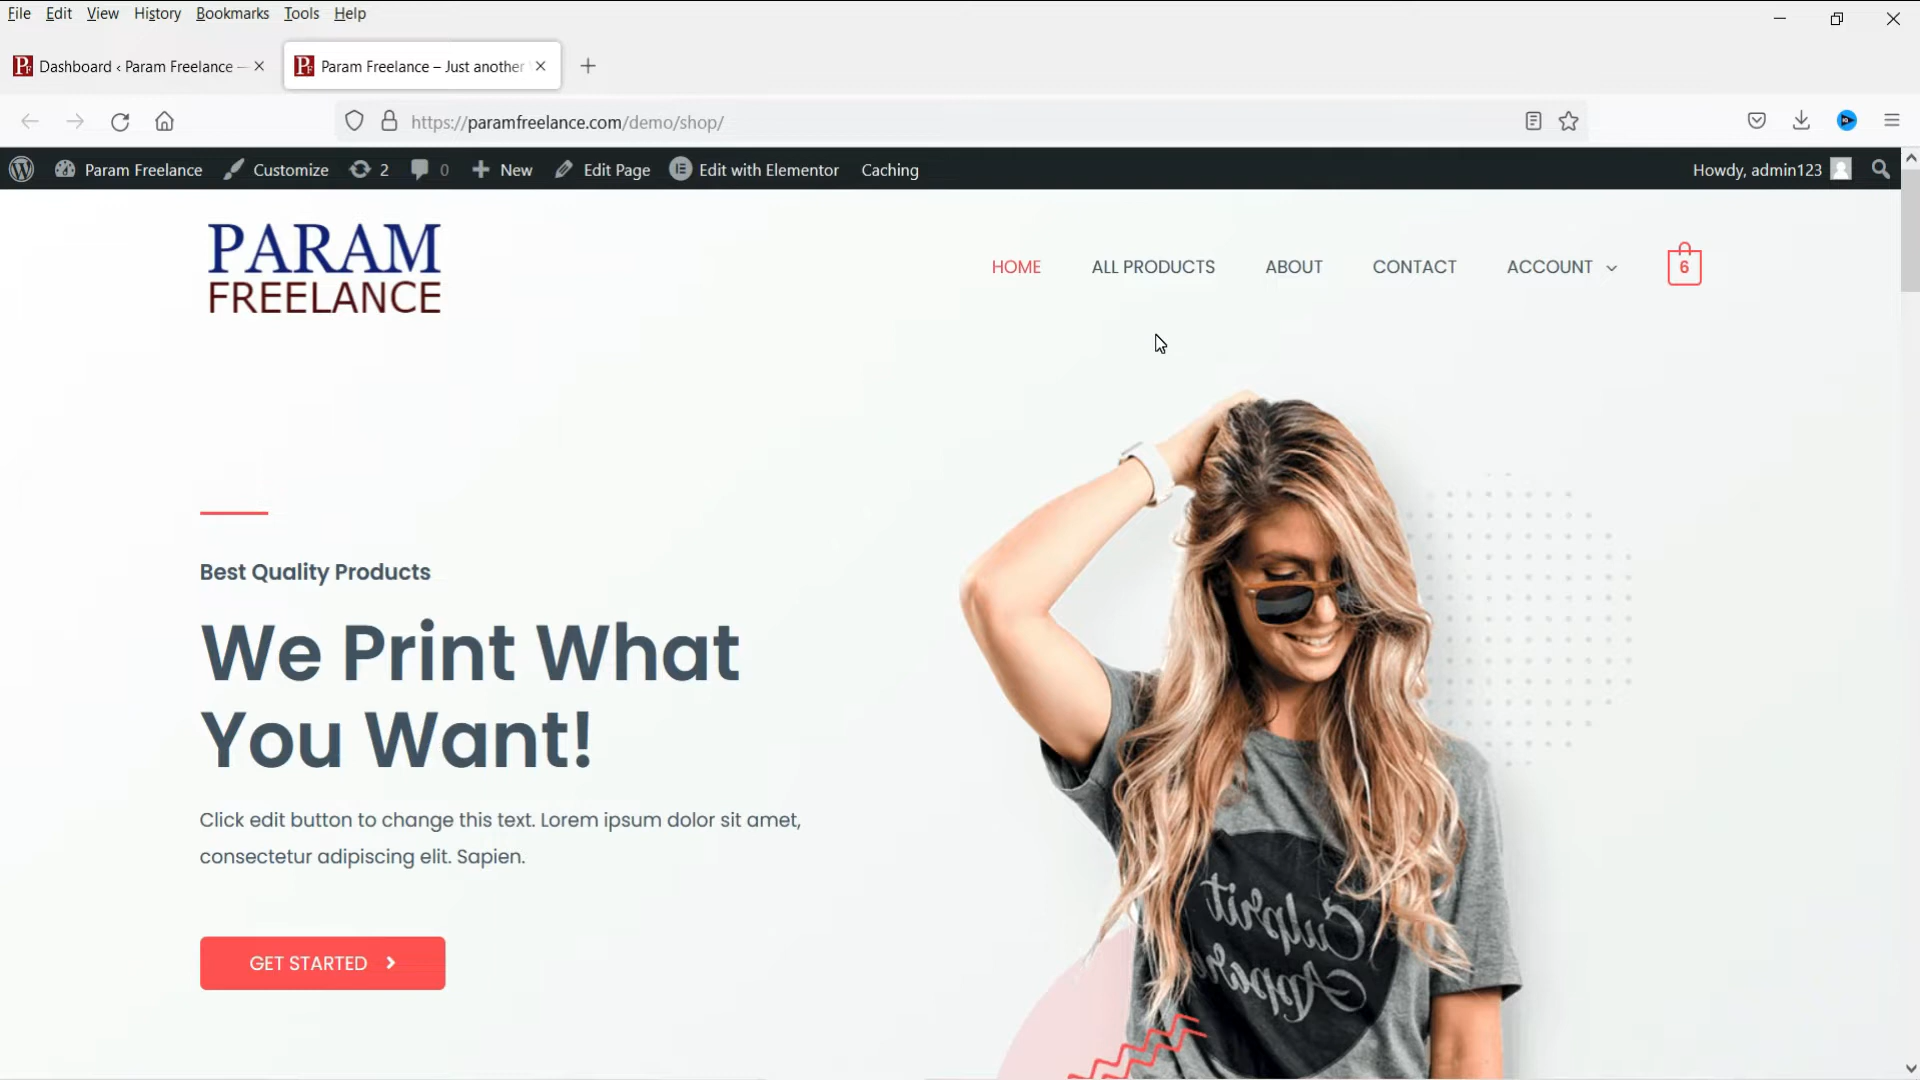 File Edit View History Bookmarks Tools Help
Dashboard ‹ Param Freelance —
Param Freelance – Just another
https://paramfreelance.com/demo/shop/
Param Freelance Customize 2 0 New Edit Page Edit with Elementor Caching Howdy, admin123
PARAM
FREELANCE
HOME ALL PRODUCTS ABOUT CONTACT ACCOUNT 6
Best Quality Products
We Print What
You Want!
Click edit button to change this text. Lorem ipsum dolor sit amet,
consectetur adipiscing elit. Sapien.
GET STARTED
Culprit